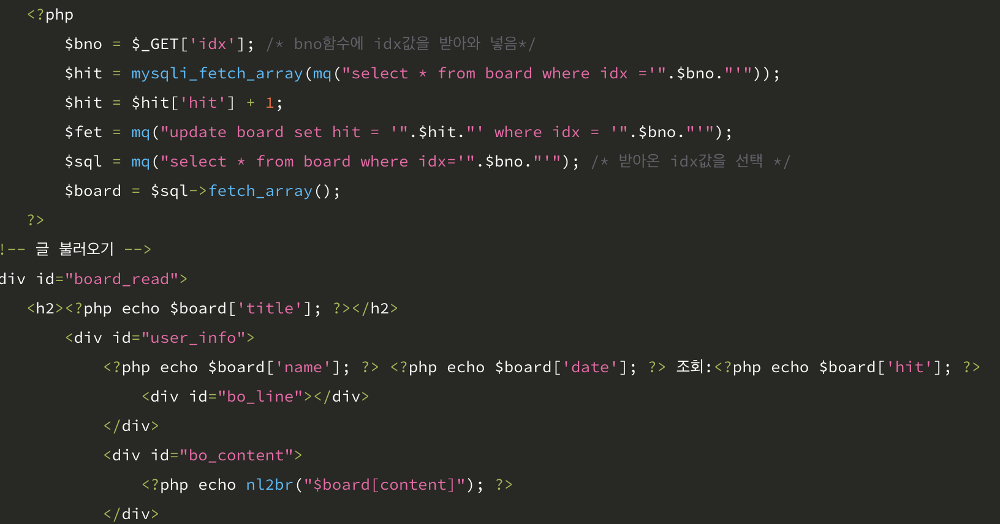 <?php
$bno = $_GET['idx']; /* bno함수에 idx값을 받아와 넣음*/
$hit = mysqli_fetch_array(mq("select * from board where idx ='".$bno."'"));
$hit = $hit['hit'] + 1;
$fet = mq("update board set hit = '".$hit."' where idx = '".$bno."'");
$sql = mq("select * from board where idx='".$bno."'"); /* 받아온 idx값을 선택 */
$board = $sql->fetch_array();
?>
!-- 글 불러오기 -->
div id="board_read">
<h2><?php echo $board['title']; ?></h2>
<div id="user_info">
<?php echo $board['name']; ?> <?php echo $board['date']; ?> 조회:<?php echo $board['hit']; ?>
<div id="bo_line"></div>
</div>
<div id="bo_content">
<?php echo nl2br("$board[content]"); ?>
</div>